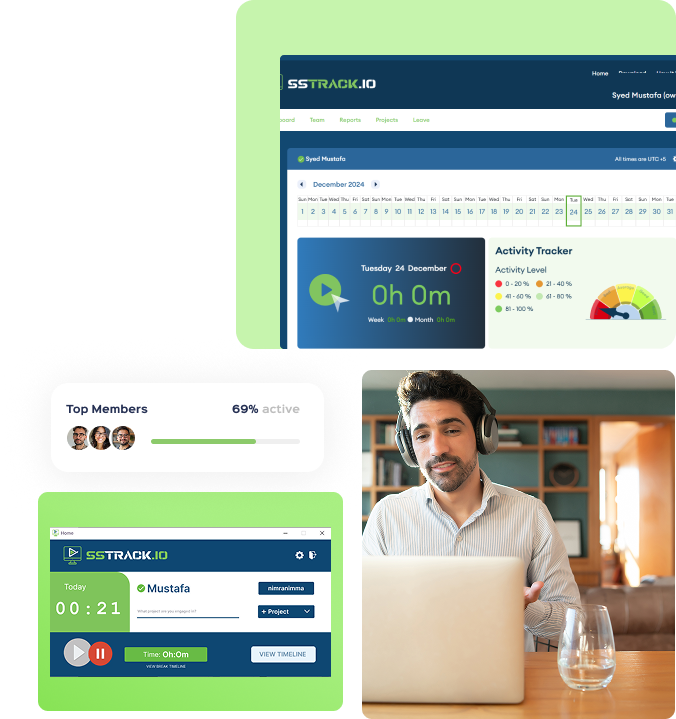 Home
SSTRACK.IO
Syed Mustafa (ow
Team Reports Projects Leave
Syed Mustafa All times are UTC +5
December 2024
Sun Mon Tue Wed Thu Fri Sat Sun Mon Tue Wed Thu Fri Sat Sun Mon Tue Wed Thu Fri Sat Sun Mon Tue Wed Thu Fri Sat Sun Mon Tue
1 2 3 4 5 6 7 8 9 10 11 12 13 14 15 16 17 18 19 20 21 22 23 24 25 26 27 28 29 30 31
Activity Tracker
Tuesday 24 December
Activity Level
0h 0m
0 - 20 % 21 - 40 %
41 - 60 % 61 - 80 %
81 - 100 %
Week 0h 0m Month 0h 0m
Top Members 69% active
Home
SSTRACK.IO
Today
00:21
Mustafa
nimranimma
What project are you engaged in?
+ Project
Time: 0h:0m
VIEW BREAK TIMELINE
VIEW TIMELINE